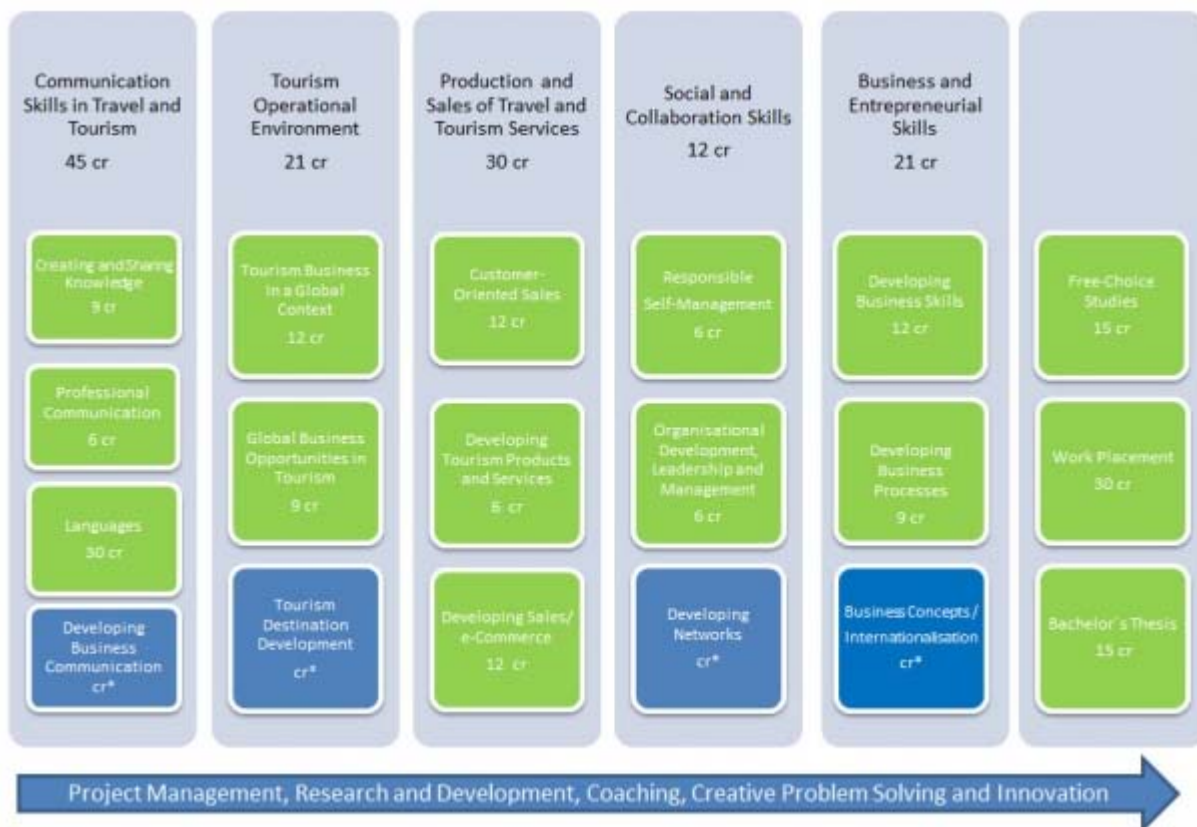 Communication
Skills in Travel and
Tourism
45 cr
Creating and Sharing
Knowledge
9 cr
Professional
Communication
6 cr
Languages
30 cr
Developing
Business
Communication
cr*
Tourism
Operational
Environment
21 cr
Tourism Business
in a Global
Context
12 cr
Global Business
Opportunities in
Tourism
9 cr
Tourism
Destination
Development
cr*
Production and
Sales of Travel and
Tourism Services
30 cr
Customer-
Oriented Sales
12 cr
Developing
Tourism Products
and Services
6 cr
Developing Sales/
e-Commerce
12 cr
Social and
Collaboration Skills
12 cr
Responsible
Self-Management
6 cr
Organisational
Development,
Leadership and
Management
6 cr
Developing
Networks
cr*
Business and
Entrepreneurial
Skills
21 cr
Developing
Business Skills
12 cr
Developing
Business
Processes
9 cr
Business Concepts /
Internationalisation
cr*
Free-Choice
Studies
15 cr
Work Placement
30 cr
Bachelor´s Thesis
15 cr
Project Management, Research and Development, Coaching, Creative Problem Solving and Innovation